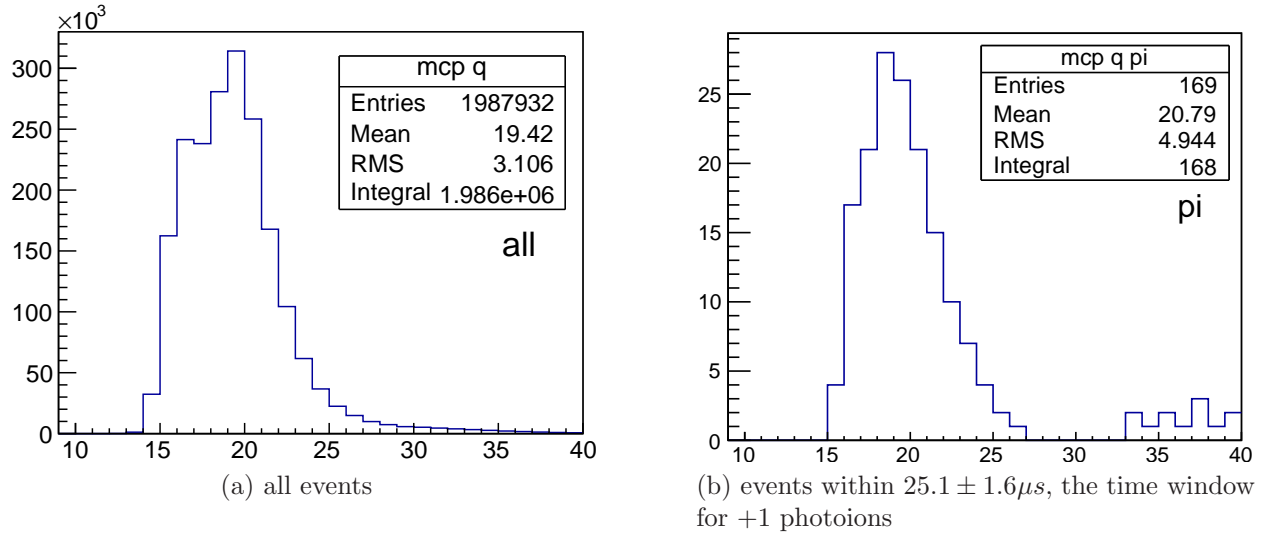 ×10³
mcp q
Entries 1987932
Mean 19.42
RMS 3.106
Integral 1.986e+06
all
300
250
200
150
100
50
0
10 15 20 25 30 35 40
(a) all events
mcp q pi
Entries 169
Mean 20.79
RMS 4.944
Integral 168
pi
25
20
15
10
5
0
10 15 20 25 30 35 40
(b) events within 25.1 ± 1.6μs, the time window
for +1 photoions